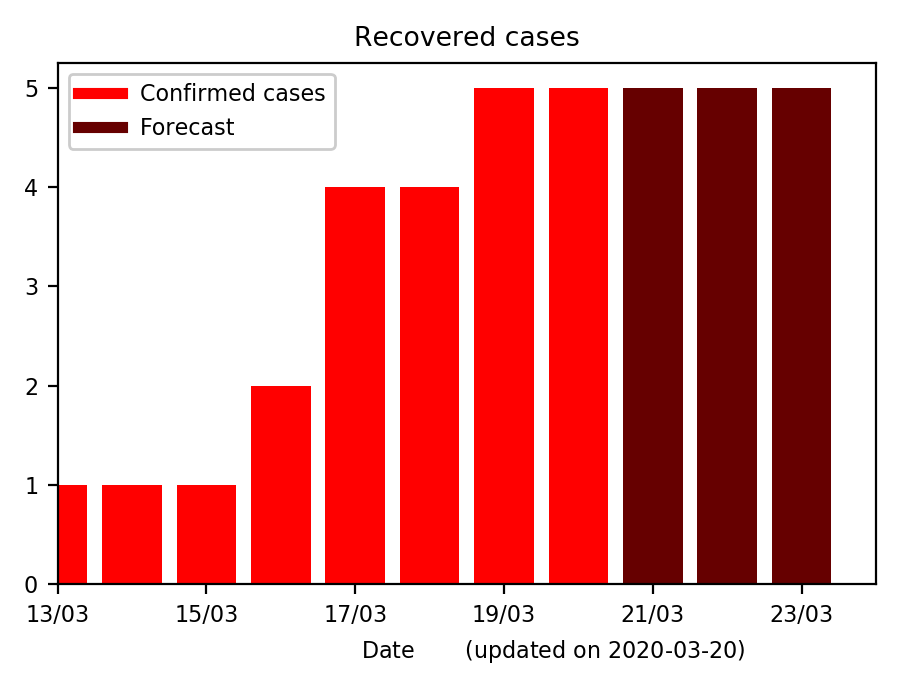 Recovered cases
Confirmed cases
Forecast
5
4
3
2
1
0
13/03 15/03 17/03 19/03 21/03 23/03
Date (updated on 2020-03-20)